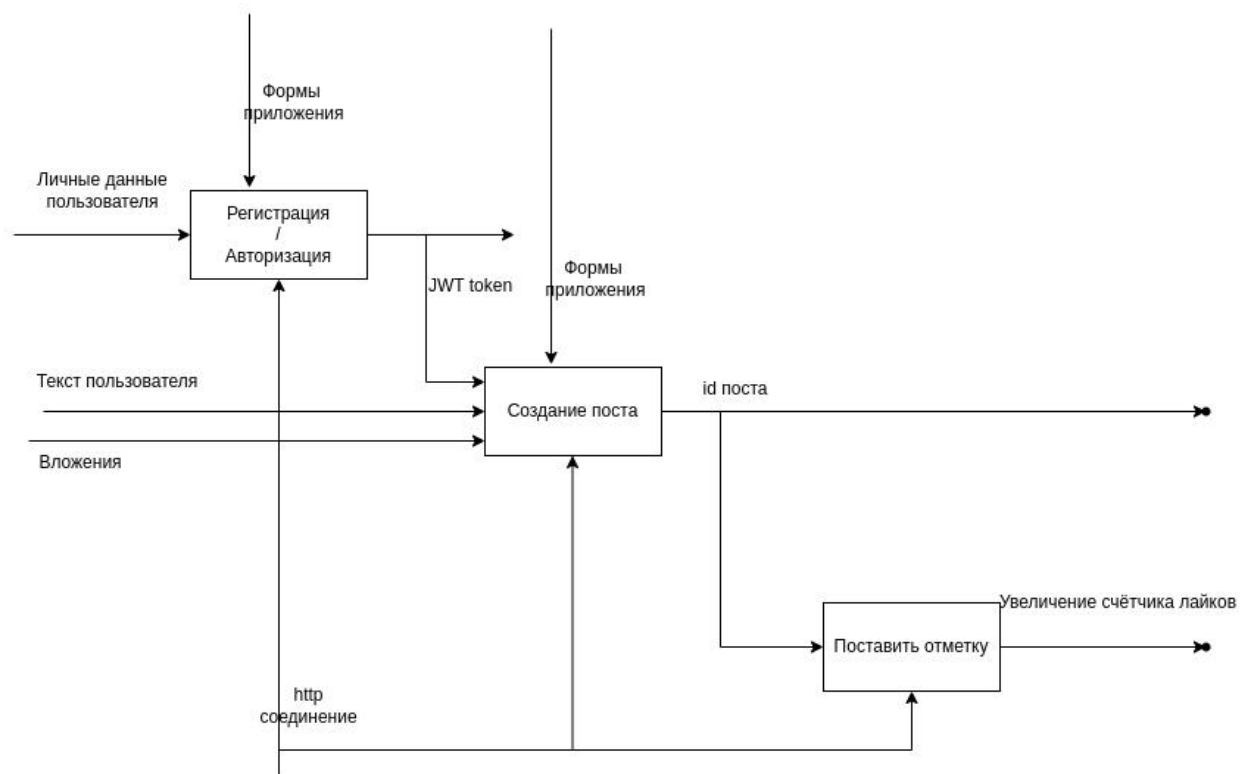 Формы
приложения
Личные данные
пользователя
Регистрация
/
Авторизация
JWT token
Формы
приложения
Текст пользователя
Вложения
Создание поста
id поста
Увеличение счётчика лайков
Поставить отметку
http
соединение